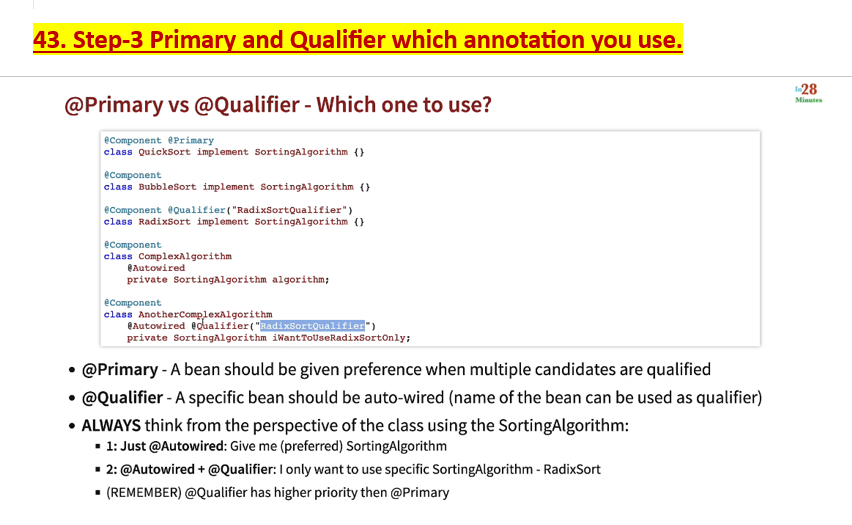 43. Step-3 Primary and Qualifier which annotation you use.
in28
Minutes
@Primary vs @Qualifier - Which one to use?
@Component @Primary
class QuickSort implement SortingAlgorithm {}
@Component
class BubbleSort implement SortingAlgorithm {}
@Component @Qualifier("RadixSortQualifier")
class RadixSort implement SortingAlgorithm {}
@Component
class ComplexAlgorithm
@Autowired
private SortingAlgorithm algorithm;
@Component
class AnotherComplexAlgorithm
@Autowired @Qualifier("RadixSortQualifier")
private SortingAlgorithm iWantToUseRadixSortOnly;
• @Primary - A bean should be given preference when multiple candidates are qualified
• @Qualifier - A specific bean should be auto-wired (name of the bean can be used as qualifier)
• ALWAYS think from the perspective of the class using the SortingAlgorithm:
▪ 1: Just @Autowired: Give me (preferred) SortingAlgorithm
▪ 2: @Autowired + @Qualifier: I only want to use specific SortingAlgorithm - RadixSort
▪ (REMEMBER) @Qualifier has higher priority then @Primary